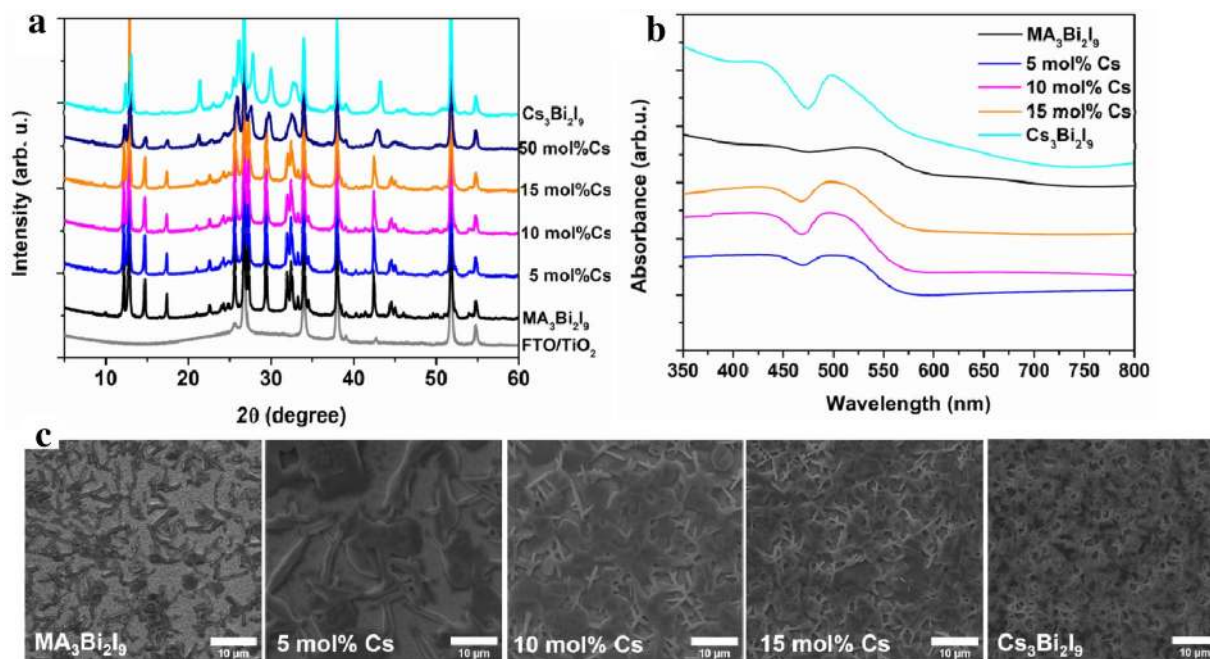 a
Intensity (arb. u.)
Cs₃Bi₂I₉
50 mol%Cs
15 mol%Cs
10 mol%Cs
5 mol%Cs
MA₃Bi₂I₉
FTO/TiO₂
10 20 30 40 50 60
2θ (degree)
b
Absorbance (arb.u.)
MA₃Bi₂I₉
5 mol% Cs
10 mol% Cs
15 mol% Cs
Cs₃Bi₂I₉
350 400 450 500 550 600 650 700 750 800
Wavelength (nm)
c
MA₃Bi₂I₉ 10 µm
5 mol% Cs 10 µm
10 mol% Cs 10 µm
15 mol% Cs 10 µm
Cs₃Bi₂I₉ 10 µm